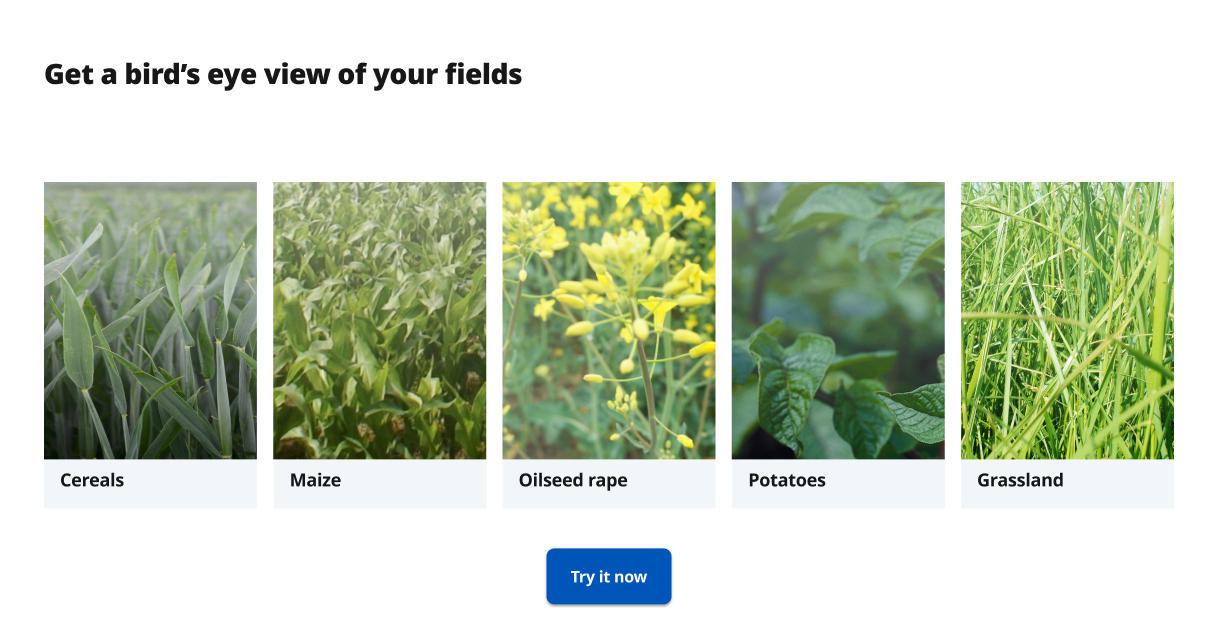 Get a bird’s eye view of your fields
Cereals
Maize
Oilseed rape
Potatoes
Grassland
Try it now